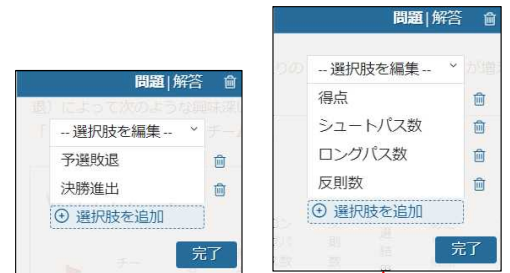 問題|解答
-- 選択肢を編集 --
予選敗退
決勝進出
選択肢を追加
完了
問題|解答
-- 選択肢を編集 --
得点
シュートパス数
ロングパス数
反則数
選択肢を追加
完了